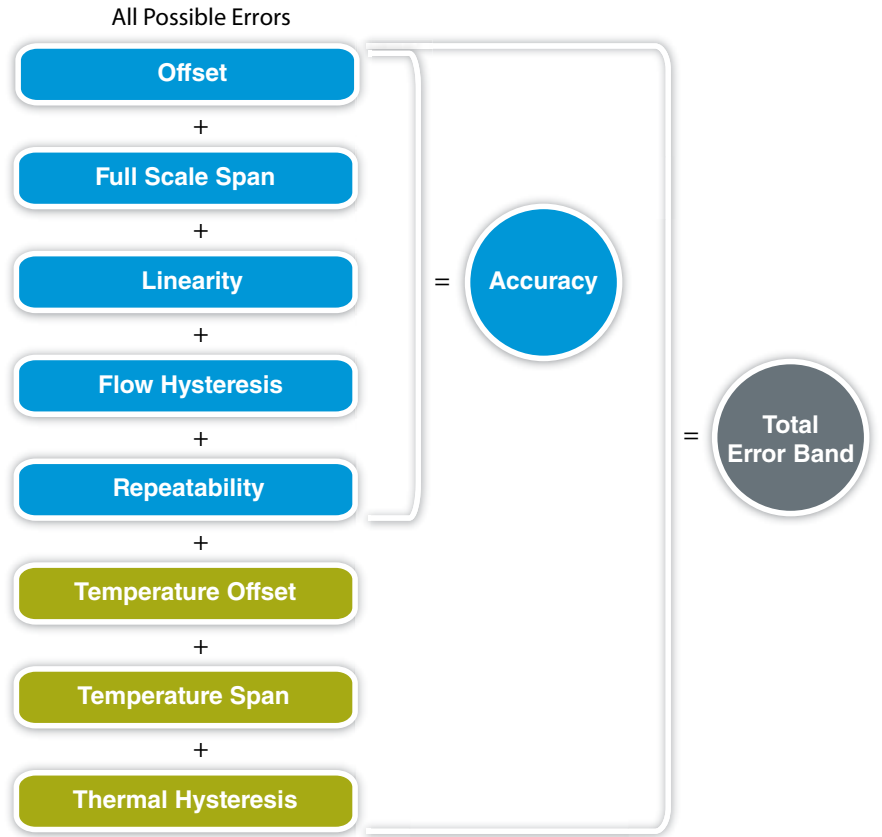 All Possible Errors
Offset
+
Full Scale Span
+
Linearity
+
Flow Hysteresis
+
Repeatability
+
Temperature Offset
+
Temperature Span
+
Thermal Hysteresis
=
Accuracy
=
Total
Error Band